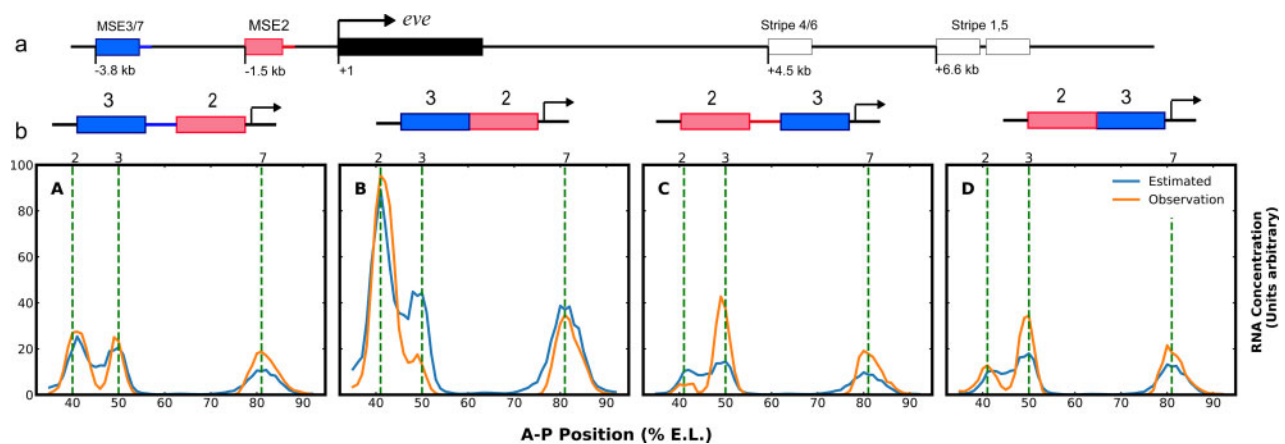 MSE3/7 MSE2 eve Stripe 4/6 Stripe 1,5
a
-3.8 kb -1.5 kb +1 +4.5 kb +6.6 kb
b
3 2 3 2 2 3 2 3
2 3 7 2 3 7 2 3 7 2 3 7
100
80
60
40
20
0
A B C D
Estimated
Observation
40 50 60 70 80 90 40 50 60 70 80 90 40 50 60 70 80 90 40 50 60 70 80 90
A-P Position (% E.L.)
RNA Concentration
(Units arbitrary)